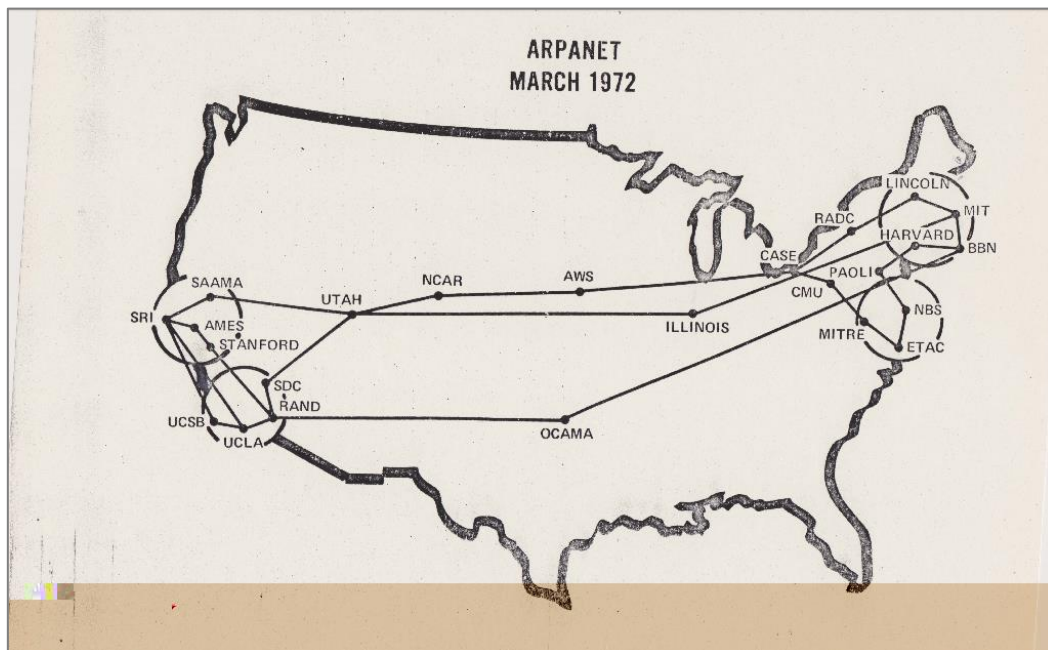 ARPANET
MARCH 1972
LINCOLN
RADC
MIT
HARVARD
CASE
BBN
SAAMA
NCAR
AWS
PAOLI
UTAH
CMU
SRI
AMES
ILLINOIS
NBS
STANFORD
MITRE
ETAC
SDC
RAND
UCSB
OCAMA
UCLA